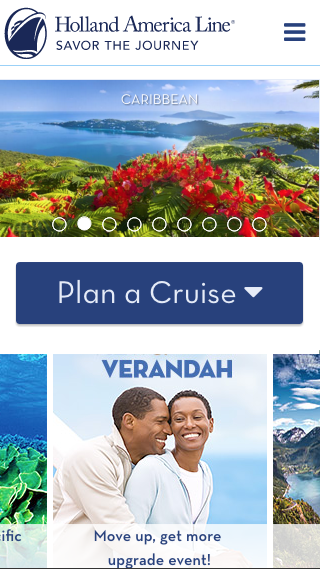 Holland America Line®
SAVOR THE JOURNEY
CARIBBEAN
Plan a Cruise
VERANDAH
ific
Move up, get more
upgrade event!